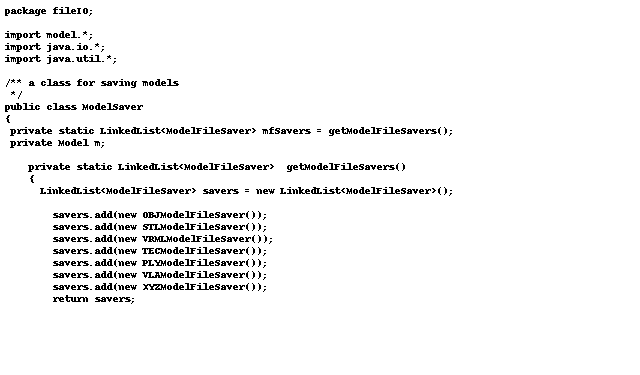 package fileIO;

import model.*;
import java.io.*;
import java.util.*;

/** a class for saving models
 */
public class ModelSaver
{
 private static LinkedList<ModelFileSaver> mfSavers = getModelFileSavers();
 private Model m;

    private static LinkedList<ModelFileSaver>  getModelFileSavers()
    {
      LinkedList<ModelFileSaver> savers = new LinkedList<ModelFileSaver>();

        savers.add(new OBJModelFileSaver());
        savers.add(new STLModelFileSaver());
        savers.add(new VRMLModelFileSaver());
        savers.add(new TECModelFileSaver());
        savers.add(new PLYModelFileSaver());
        savers.add(new VLAModelFileSaver());
        savers.add(new XYZModelFileSaver());
        return savers;